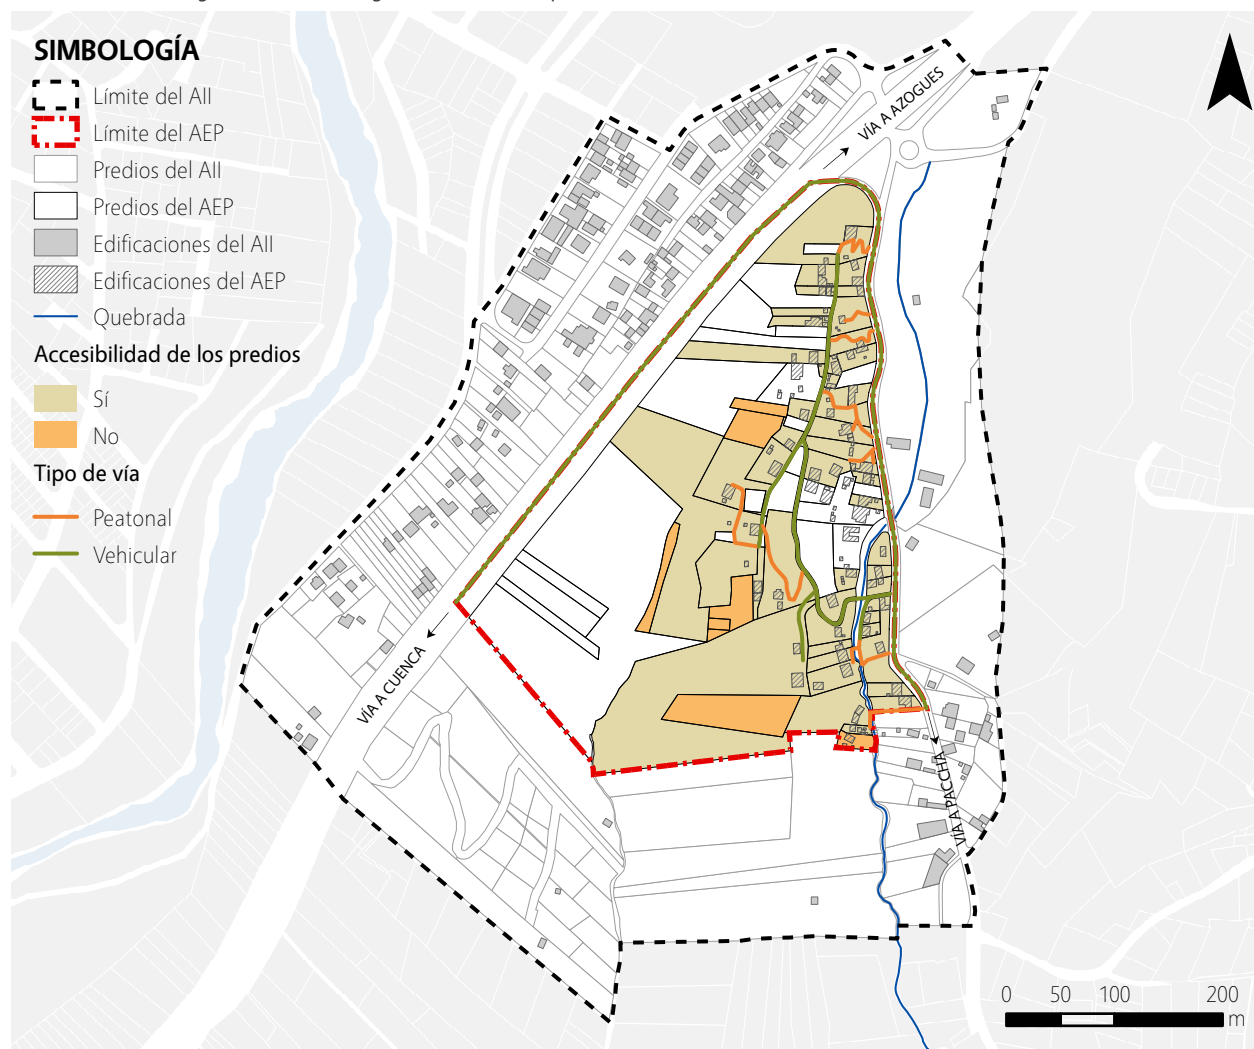 SIMBOLOGÍA
Límite del AII
Límite del AEP
Predios del AII
Predios del AEP
Edificaciones del AII
Edificaciones del AEP
Quebrada
Accesibilidad de los predios
Sí
No
Tipo de vía
Peatonal
Vehicular
VÍA A AZOGUES
VÍA A CUENCA
VÍA A PACCHA
0 50 100 200
m